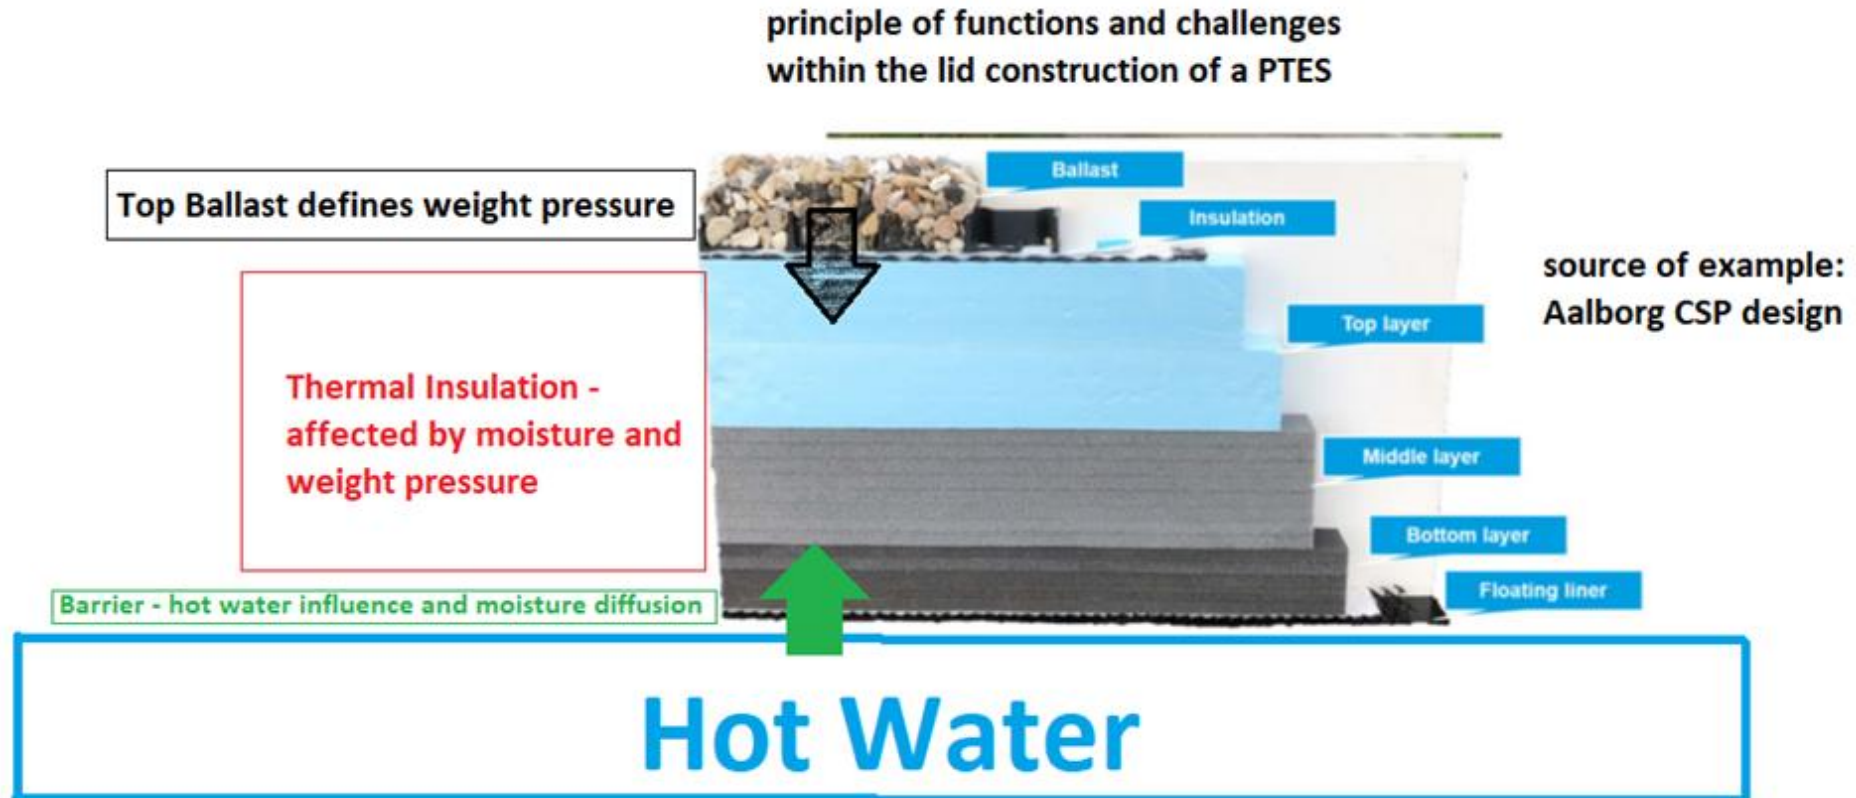 principle of functions and challenges
within the lid construction of a PTES
Ballast
Top Ballast defines weight pressure
Insulation
source of example:
Aalborg CSP design
Top layer
Thermal Insulation -
affected by moisture and
weight pressure
Middle layer
Bottom layer
Floating liner
Barrier - hot water influence and moisture diffusion
Hot Water